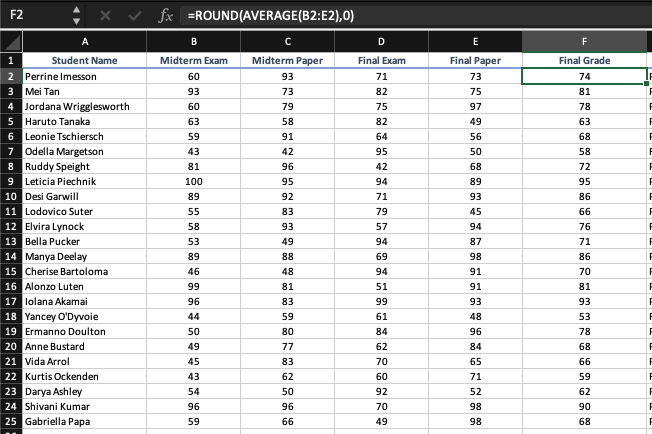 F2 fx =ROUND(AVERAGE(B2:E2),0)
A B C D E F
1 Student Name Midterm Exam Midterm Paper Final Exam Final Paper Final Grade
2 Perrine Imesson 60 93 71 73 74
3 Mei Tan 93 73 82 75 81
4 Jordana Wrigglesworth 60 79 75 97 78
5 Haruto Tanaka 63 58 82 49 63
6 Leonie Tschiersch 59 91 64 56 68
7 Odella Margetson 43 42 95 50 58
8 Ruddy Speight 81 96 42 68 72
9 Leticia Piechnik 100 95 94 89 95
10 Desi Garwill 89 92 71 93 86
11 Lodovico Suter 55 83 79 45 66
12 Elvira Lynock 58 93 57 94 76
13 Bella Pucker 53 49 94 87 71
14 Manya Deelay 89 88 69 98 86
15 Cherise Bartoloma 46 48 94 91 70
16 Alonzo Luten 99 81 51 91 81
17 Iolana Akamai 96 83 99 93 93
18 Yancey O'Dyvoie 44 59 61 48 53
19 Ermanno Doulton 50 80 84 96 78
20 Anne Bustard 49 77 62 84 68
21 Vida Arrol 45 83 70 65 66
22 Kurtis Ockenden 43 62 60 71 59
23 Darya Ashley 54 50 92 52 62
24 Shivani Kumar 96 96 70 98 90
25 Gabriella Papa 59 66 49 98 68